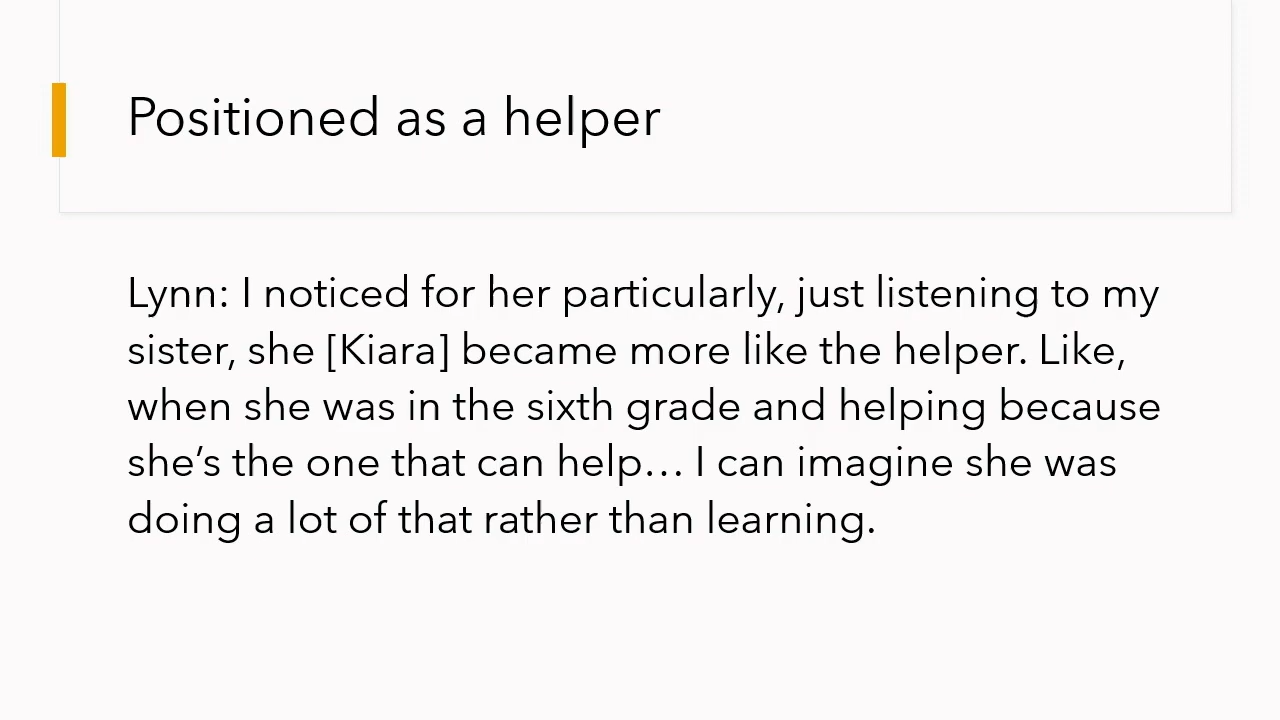 Positioned as a helper
Lynn: I noticed for her particularly, just listening to my
sister, she [Kiara] became more like the helper. Like,
when she was in the sixth grade and helping because
she’s the one that can help… I can imagine she was
doing a lot of that rather than learning.